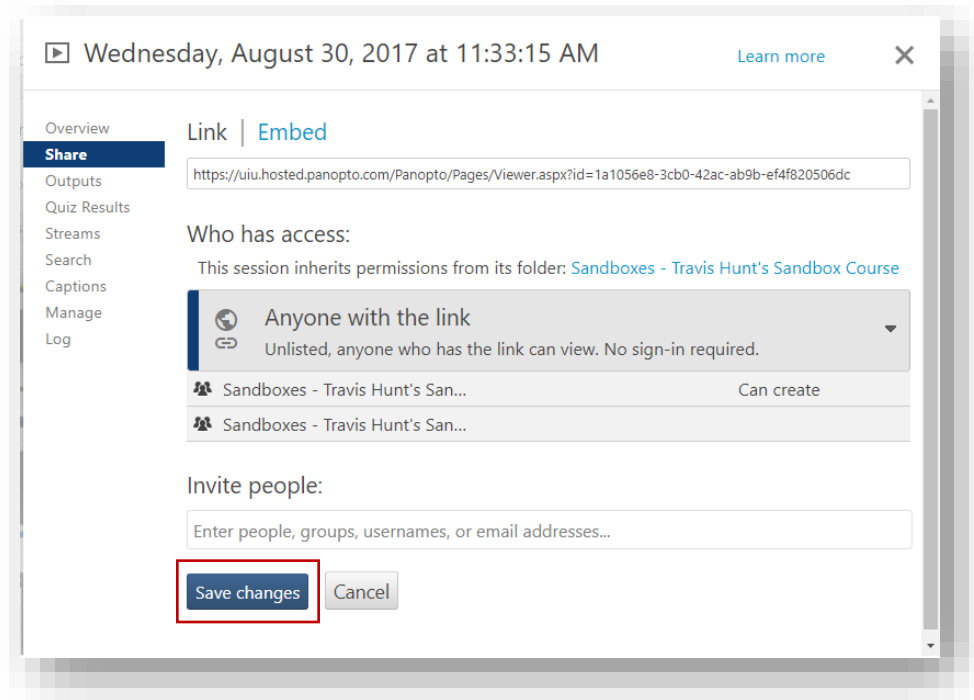 Wednesday, August 30, 2017 at 11:33:15 AM
Learn more
Overview
Share
Outputs
Quiz Results
Streams
Search
Captions
Manage
Log
Link | Embed
https://uiu.hosted.panopto.com/Panopto/Pages/Viewer.aspx?id=1a1056e8-3cb0-42ac-ab9b-ef4f820506dc
Who has access:
This session inherits permissions from its folder: Sandboxes - Travis Hunt's Sandbox Course
Anyone with the link
Unlisted, anyone who has the link can view. No sign-in required.
Sandboxes - Travis Hunt's San... Can create
Sandboxes - Travis Hunt's San...
Invite people:
Enter people, groups, usernames, or email addresses...
Save changes Cancel